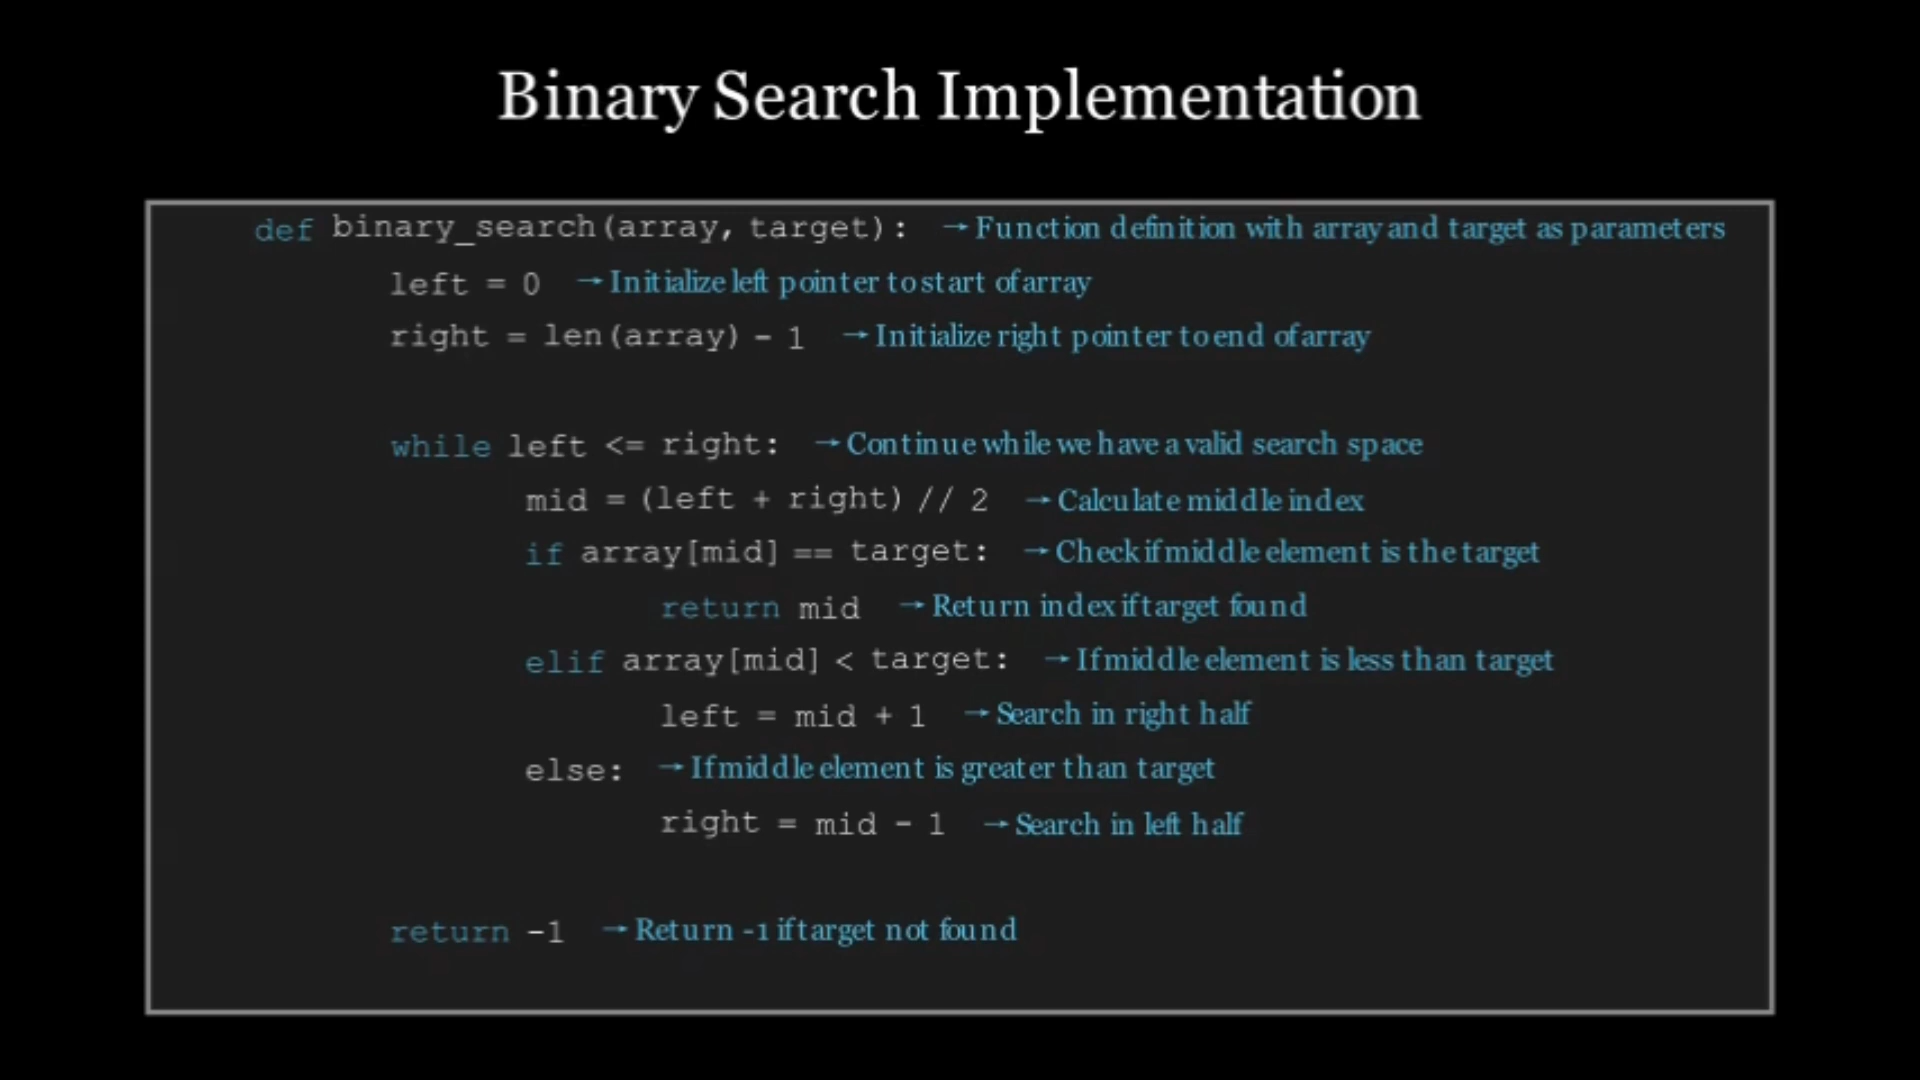 Binary Search Implementation
def binary_search(array, target): → Function definition with array and target as parameters
left = 0 → Initialize left pointer to start of array
right = len(array) - 1 → Initialize right pointer to end of array
while left <= right: → Continue while we have a valid search space
mid = (left + right) // 2 → Calculate middle index
if array[mid] == target: → Check if middle element is the target
return mid → Return index if target found
elif array[mid] < target: → If middle element is less than target
left = mid + 1 → Search in right half
else: → If middle element is greater than target
right = mid - 1 → Search in left half
return -1 → Return -1 if target not found